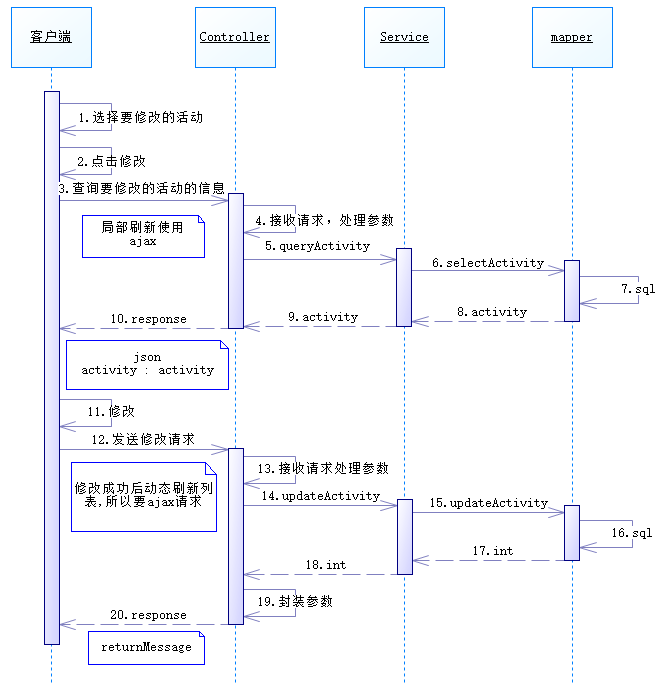 客户端
Controller
Service
mapper
1.选择要修改的活动
2.点击修改
3.查询要修改的活动的信息
4.接收请求，处理参数
局部刷新使用
ajax
5.queryActivity
6.selectActivity
7.sql
8.activity
9.activity
10.response
json
activity : activity
11.修改
12.发送修改请求
13.接收请求处理参数
修改成功后动态刷新列
表,所以要ajax请求
14.updateActivity
15.updateActivity
16.sql
17.int
18.int
19.封装参数
20.response
returnMessage